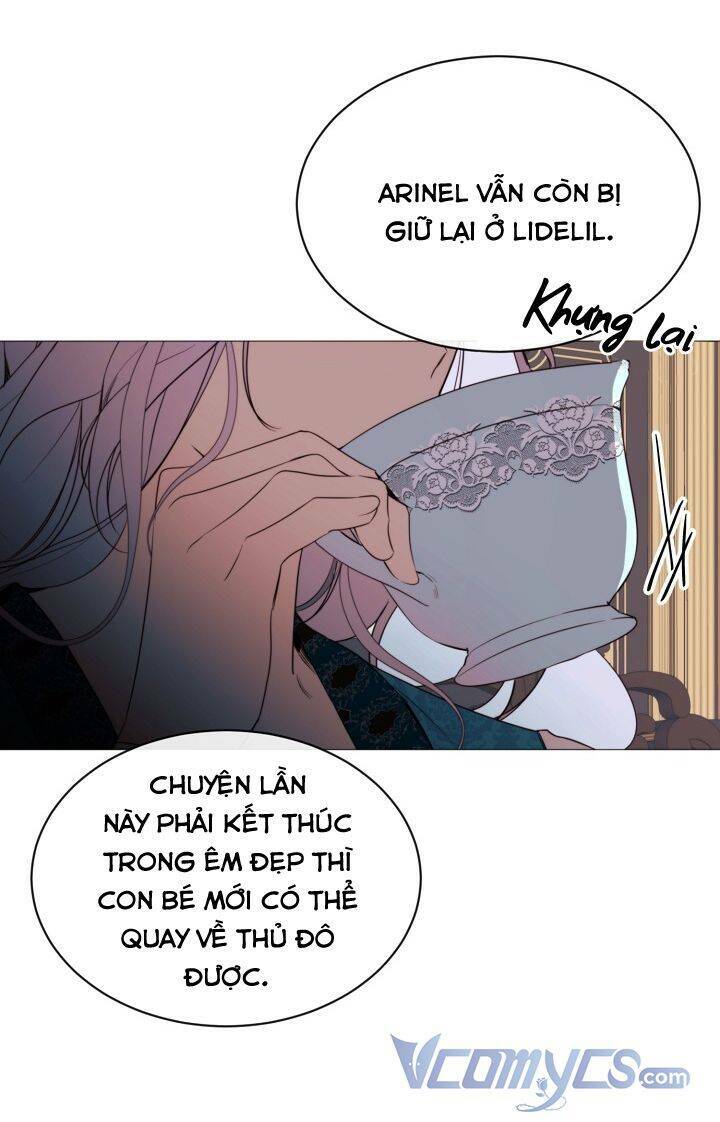 ARINEL VẪN CÒN BỊ
GIỮ LẠI Ở LIDELIL.
Khựng lại
CHUYỆN LẦN
NÀY PHẢI KẾT THÚC
TRONG ÊM ĐẸP THÌ
CON BÉ MỚI CÓ THỂ
QUAY VỀ THỦ ĐÔ
ĐƯỢC.
VCOMYCS.com